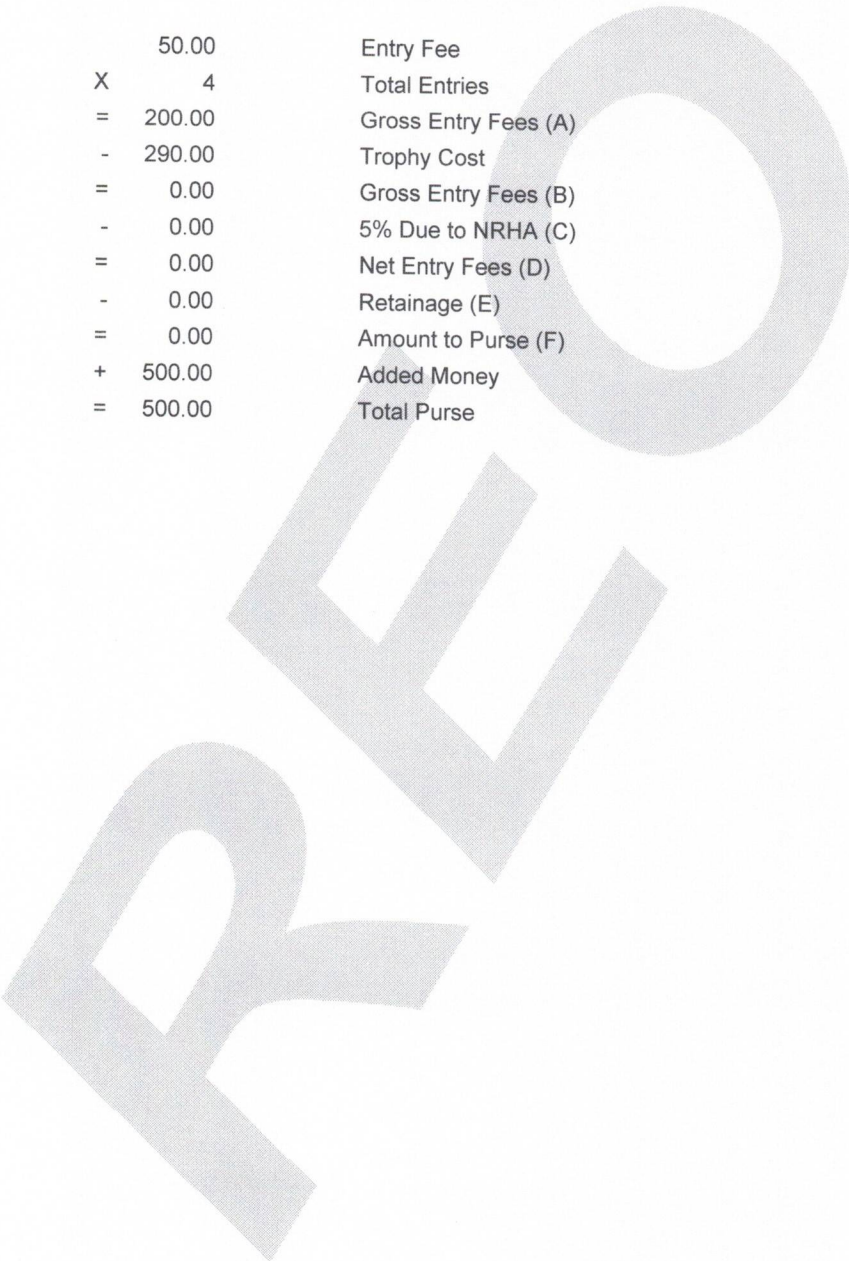 50.00 Entry Fee
X 4 Total Entries
= 200.00 Gross Entry Fees (A)
- 290.00 Trophy Cost
= 0.00 Gross Entry Fees (B)
- 0.00 5% Due to NRHA (C)
= 0.00 Net Entry Fees (D)
- 0.00 Retainage (E)
= 0.00 Amount to Purse (F)
+ 500.00 Added Money
= 500.00 Total Purse
REO